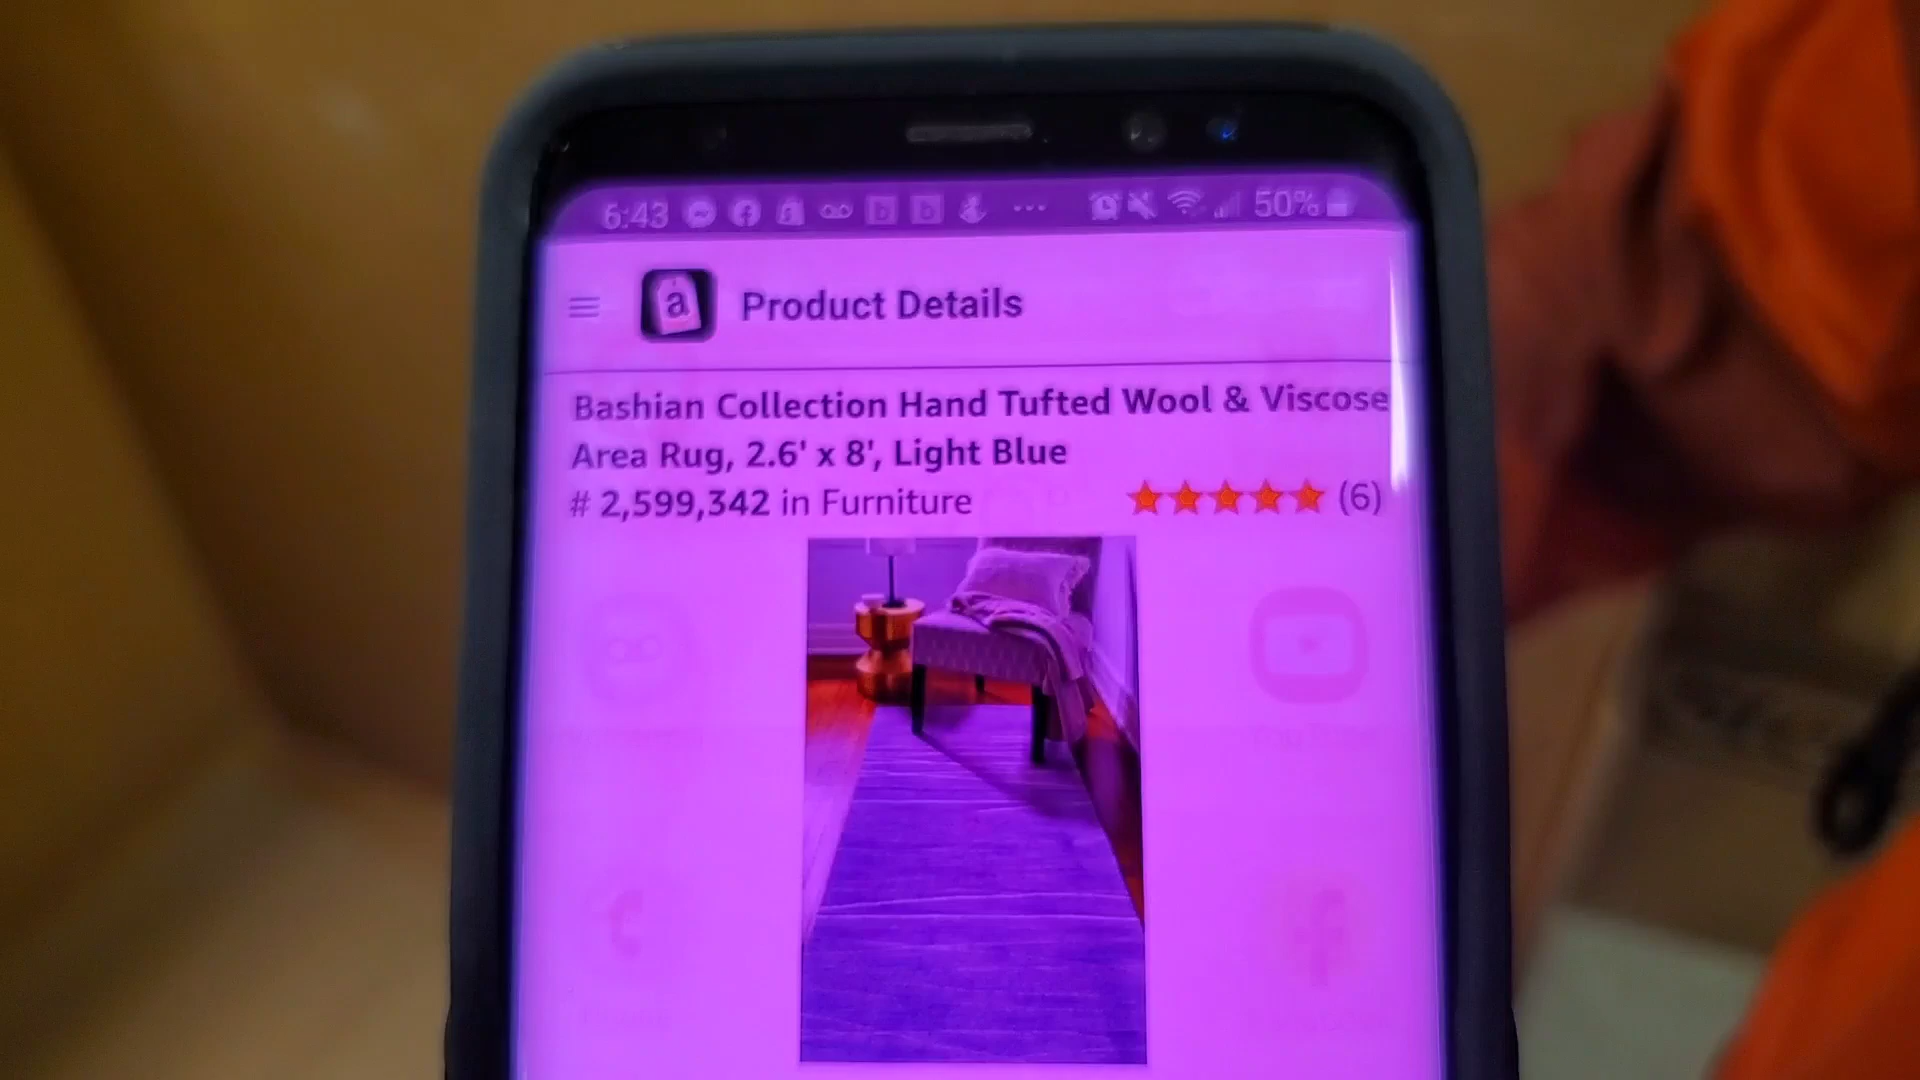 6:43 50%
a Product Details
Bashian Collection Hand Tufted Wool & Viscose
Area Rug, 2.6' x 8', Light Blue
# 2,599,342 in Furniture (6)